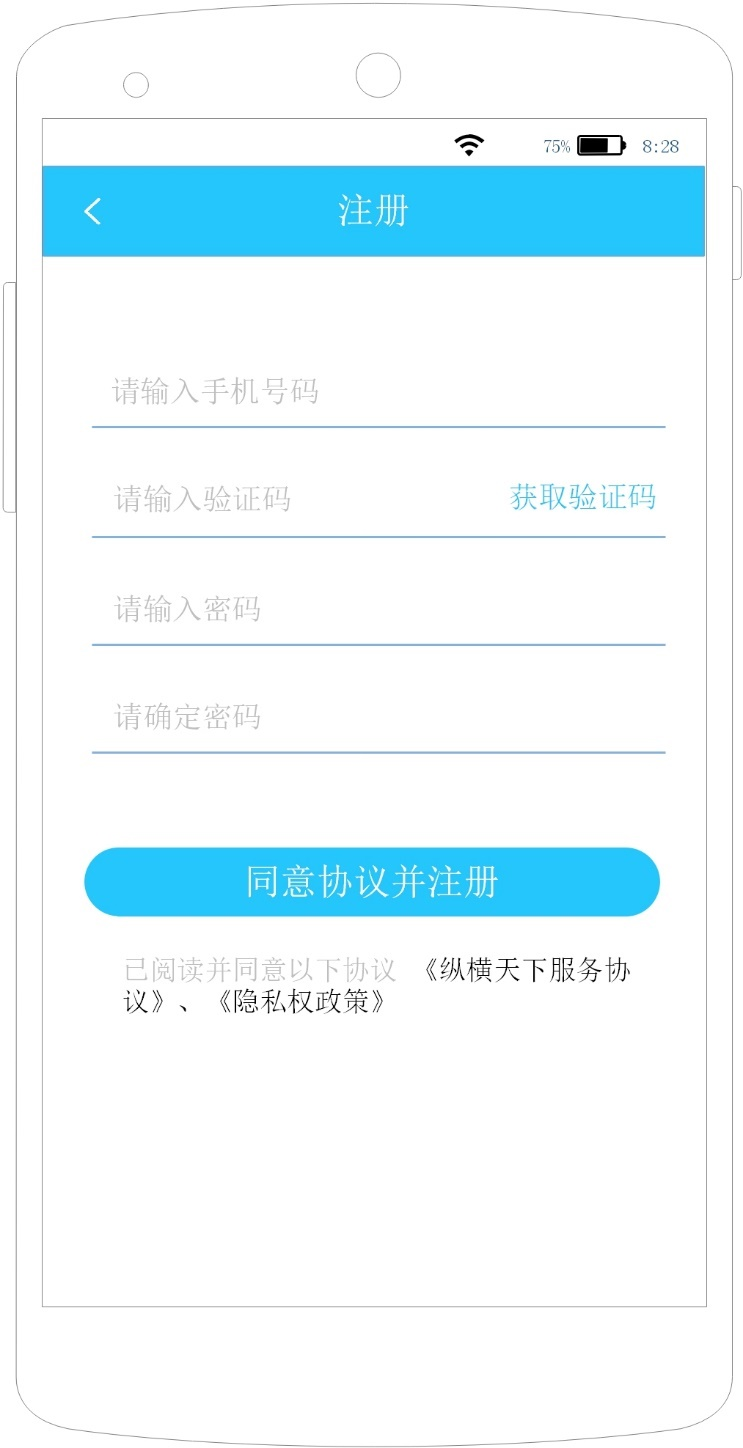 75% 8:28
注册
请输入手机号码
请输入验证码 获取验证码
请输入密码
请确定密码
同意协议并注册
已阅读并同意以下协议 《纵横天下服务协
议》、《隐私权政策》